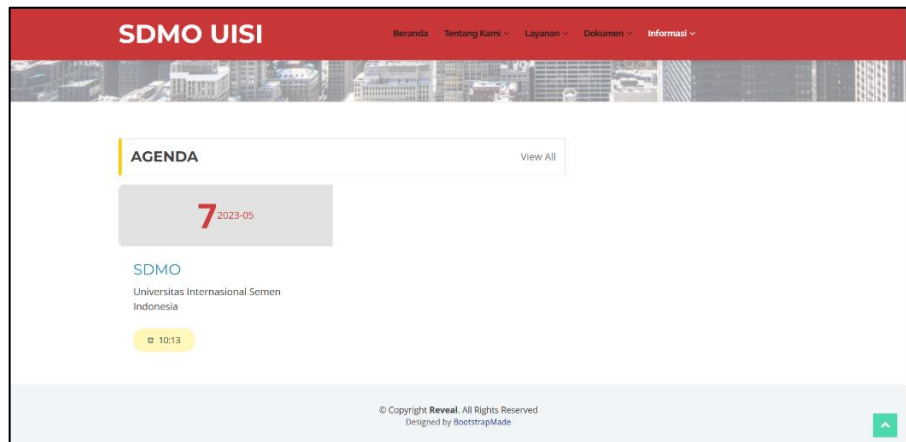 SDMO UISI
Beranda Tentang Kami Layanan Dokumen Informasi
AGENDA View All
7 2023-05
SDMO
Universitas Internasional Semen
Indonesia
10:13
© Copyright Reveal. All Rights Reserved
Designed by BootstrapMade